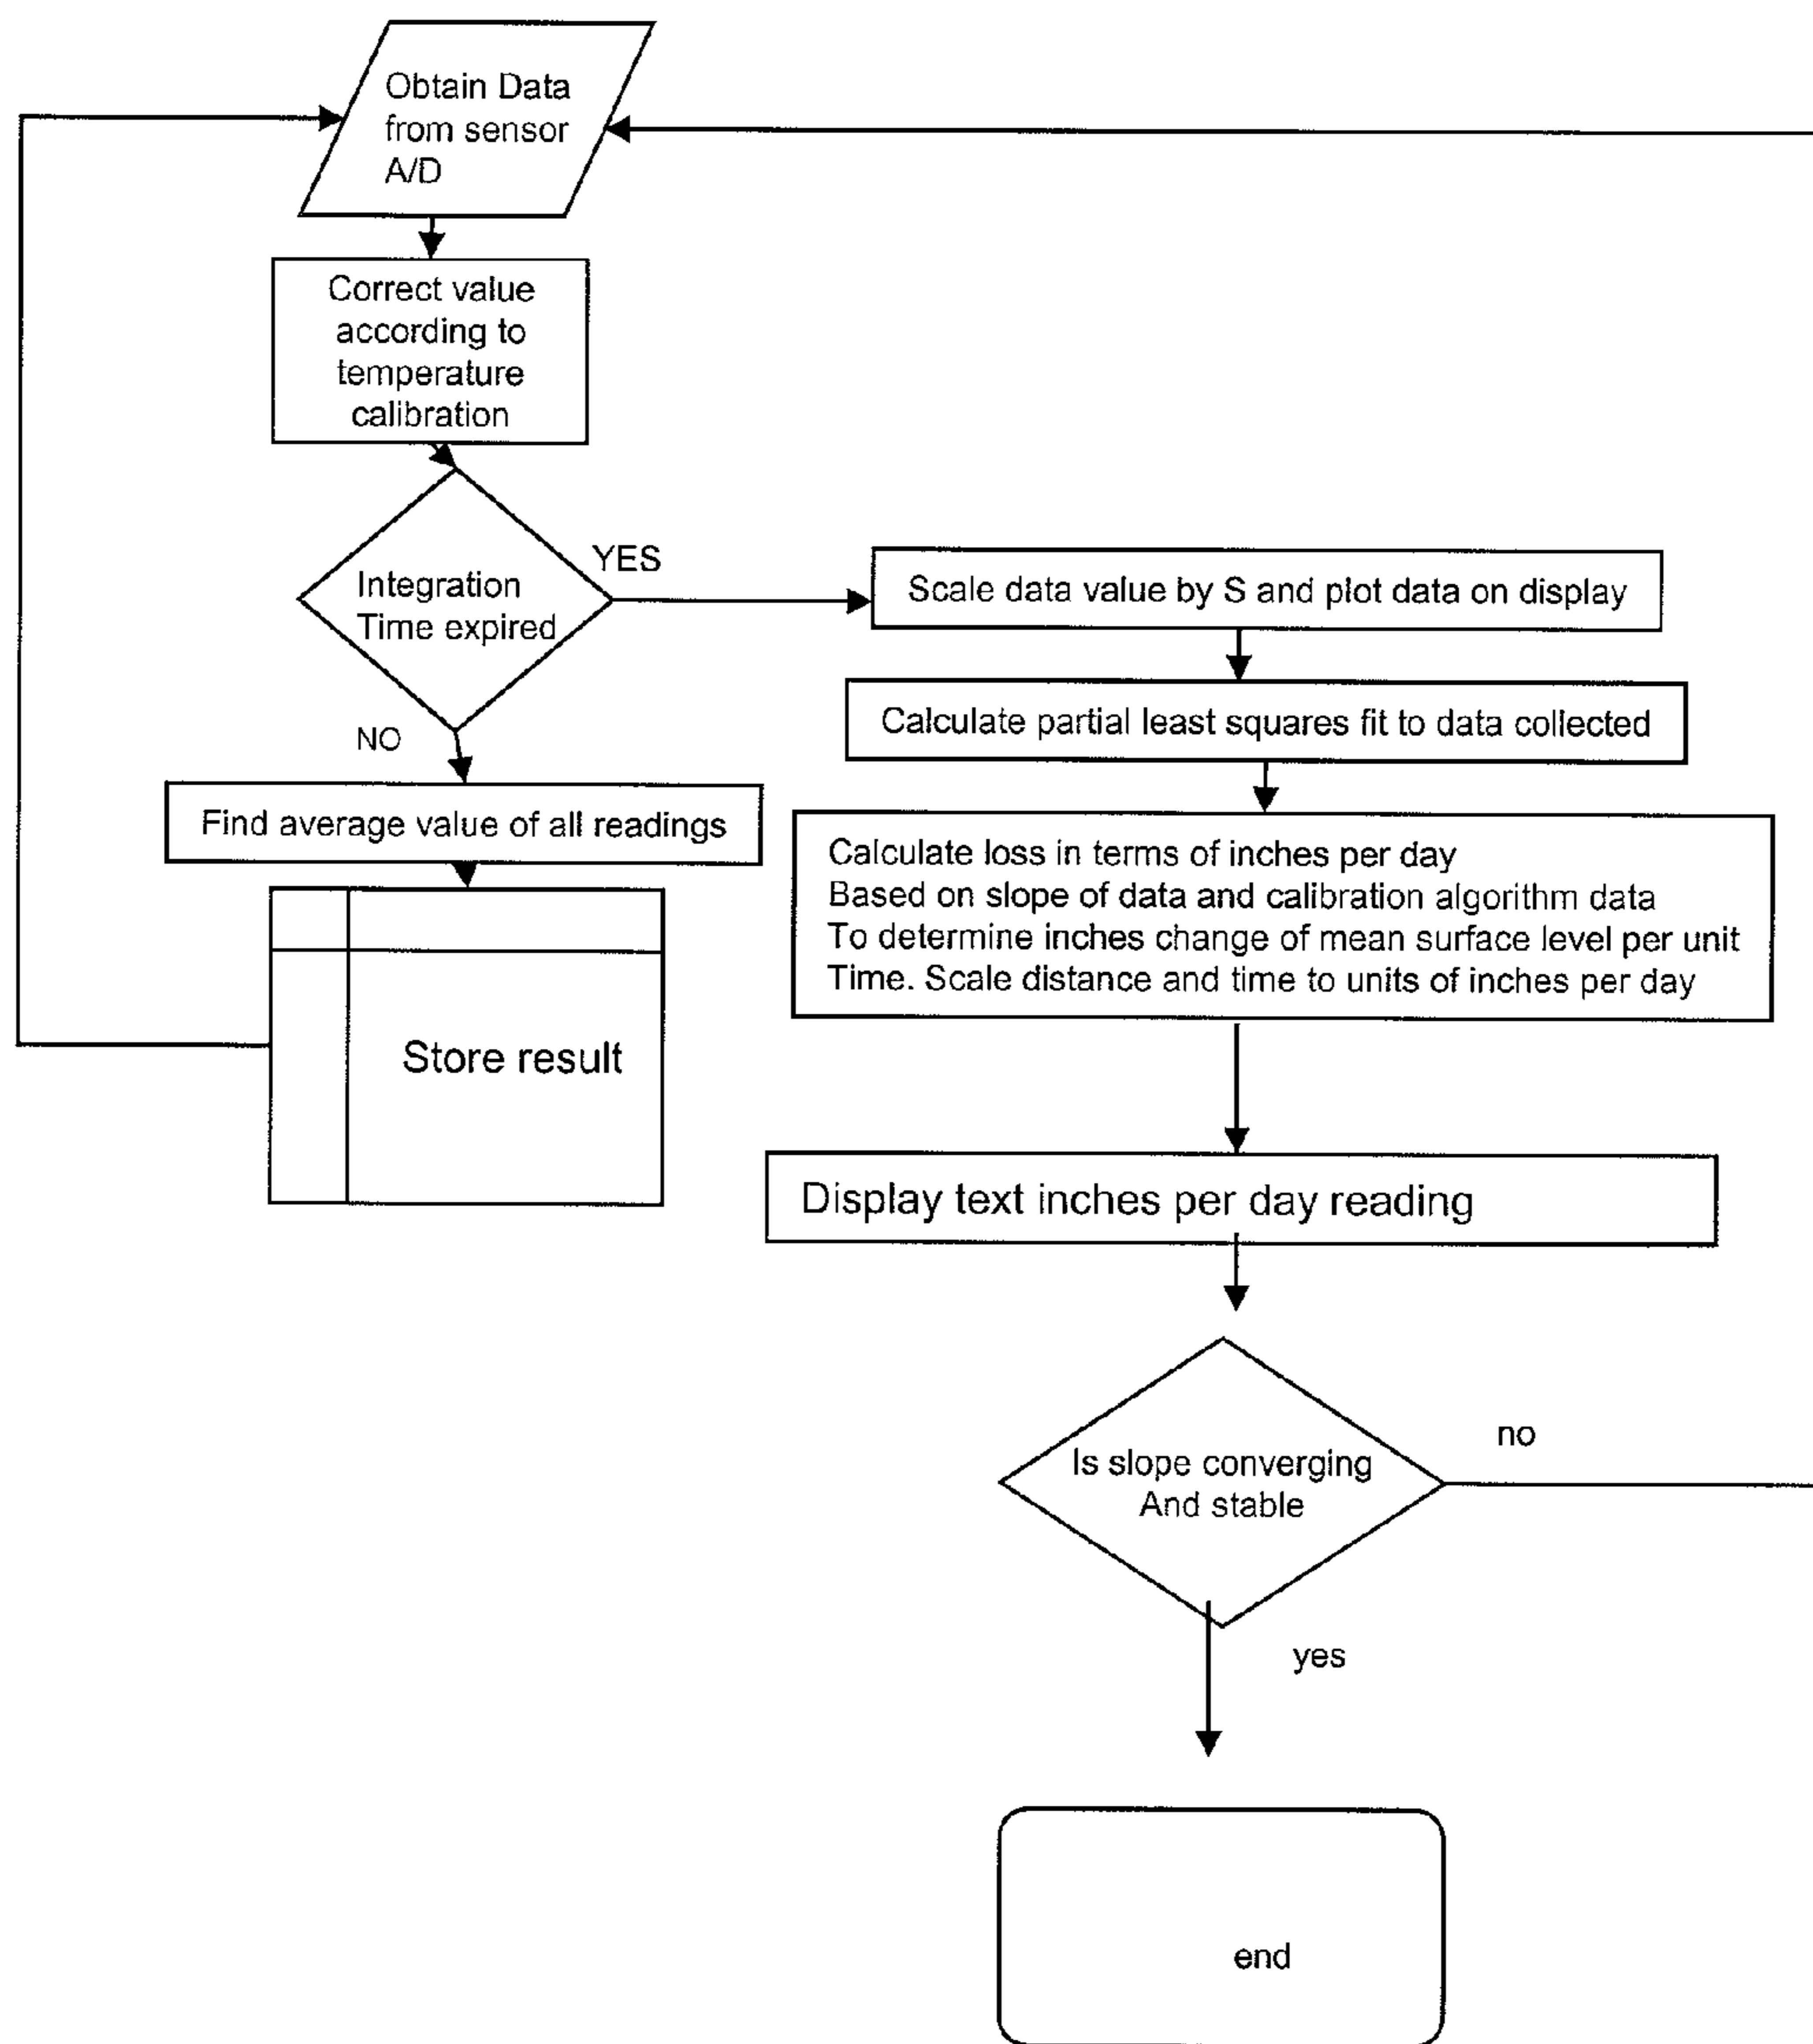 Obtain Data
from sensor
A/D
Correct value
according to
temperature
calibration
Integration
Time expired
YES
NO
Find average value of all readings
Store result
Scale data value by S and plot data on display
Calculate partial least squares fit to data collected
Calculate loss in terms of inches per day
Based on slope of data and calibration algorithm data
To determine inches change of mean surface level per unit
Time. Scale distance and time to units of inches per day
Display text inches per day reading
Is slope converging
And stable
no
yes
end